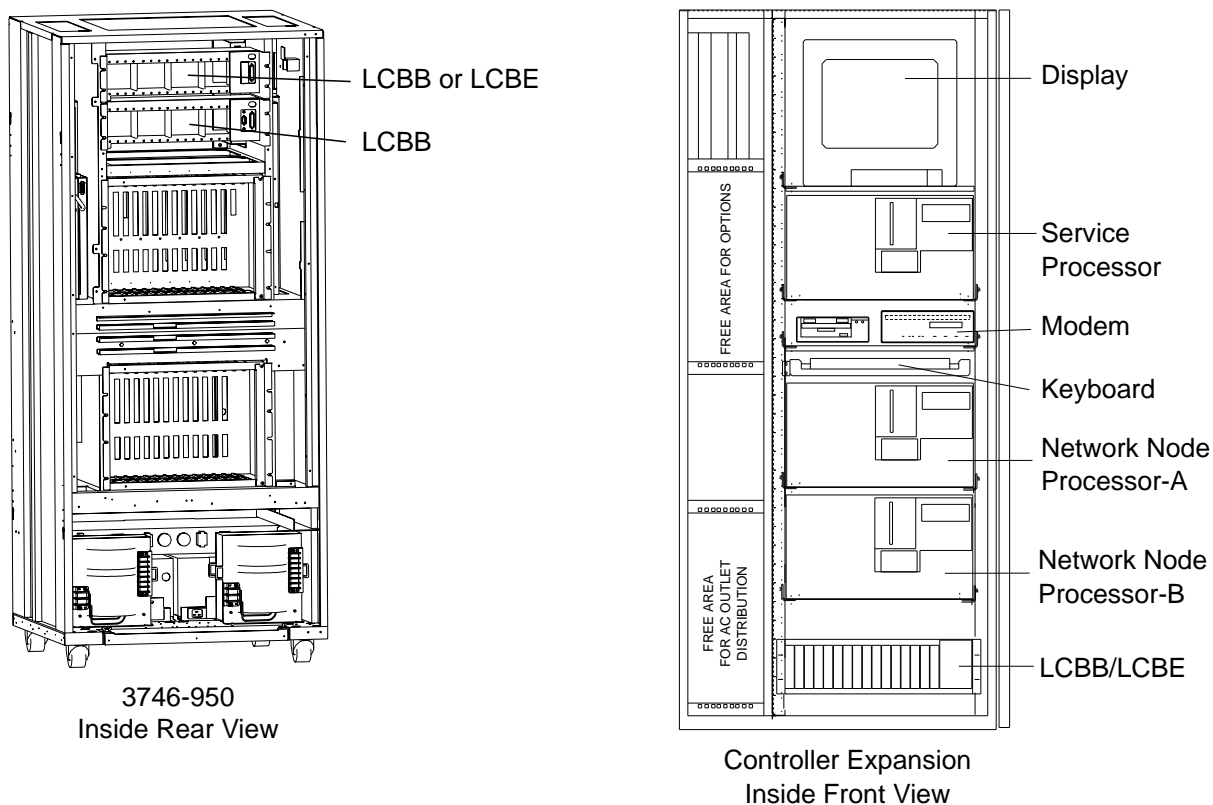 LCBB or LCBE
LCBB
3746-950
Inside Rear View
Display
Service
Processor
Modem
Keyboard
Network Node
Processor-A
Network Node
Processor-B
LCBB/LCBE
FREE AREA FOR OPTIONS
FREE AREA
FOR AC OUTLET
DISTRIBUTION
Controller Expansion
Inside Front View